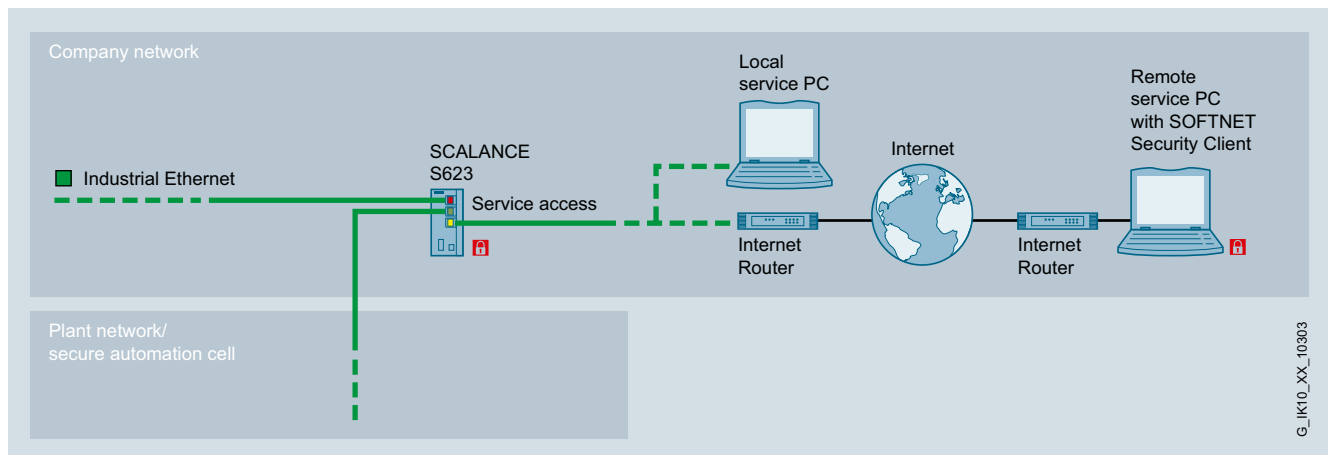 Company network
Local
service PC
Remote
service PC
with SOFTNET
Security Client
Internet
SCALANCE
S623
Industrial Ethernet
Service access
Internet
Router
Internet
Router
Plant network/
secure automation cell
G_IK10_XX_10303